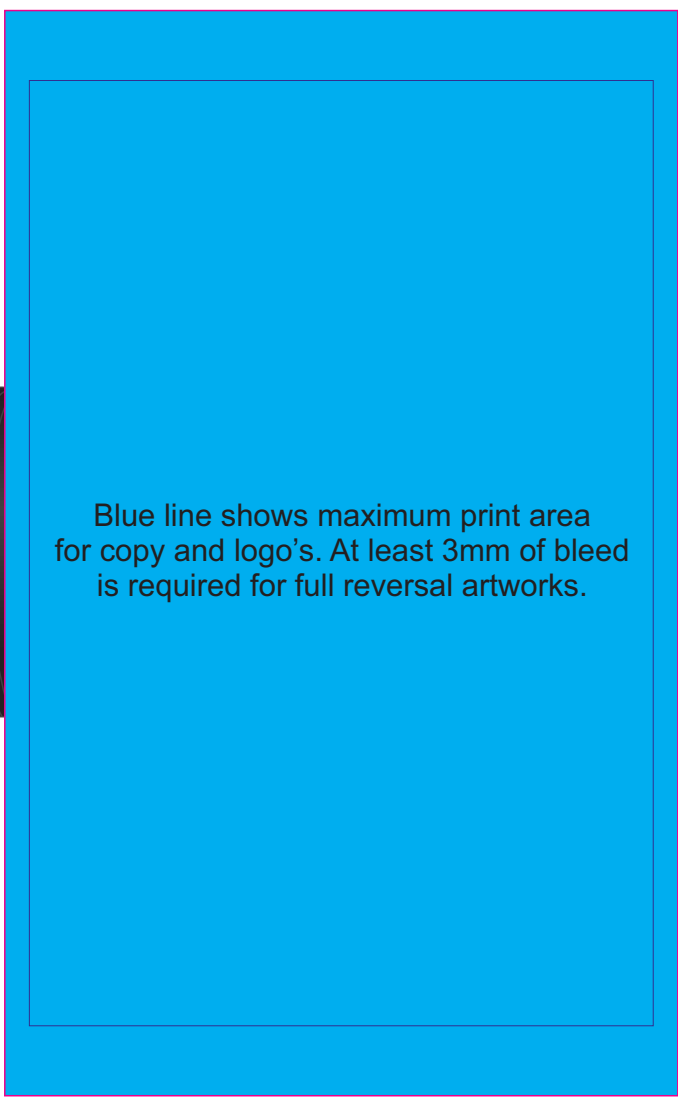 Blue line shows maximum print area
for copy and logo’s. At least 3mm of bleed
is required for full reversal artworks.